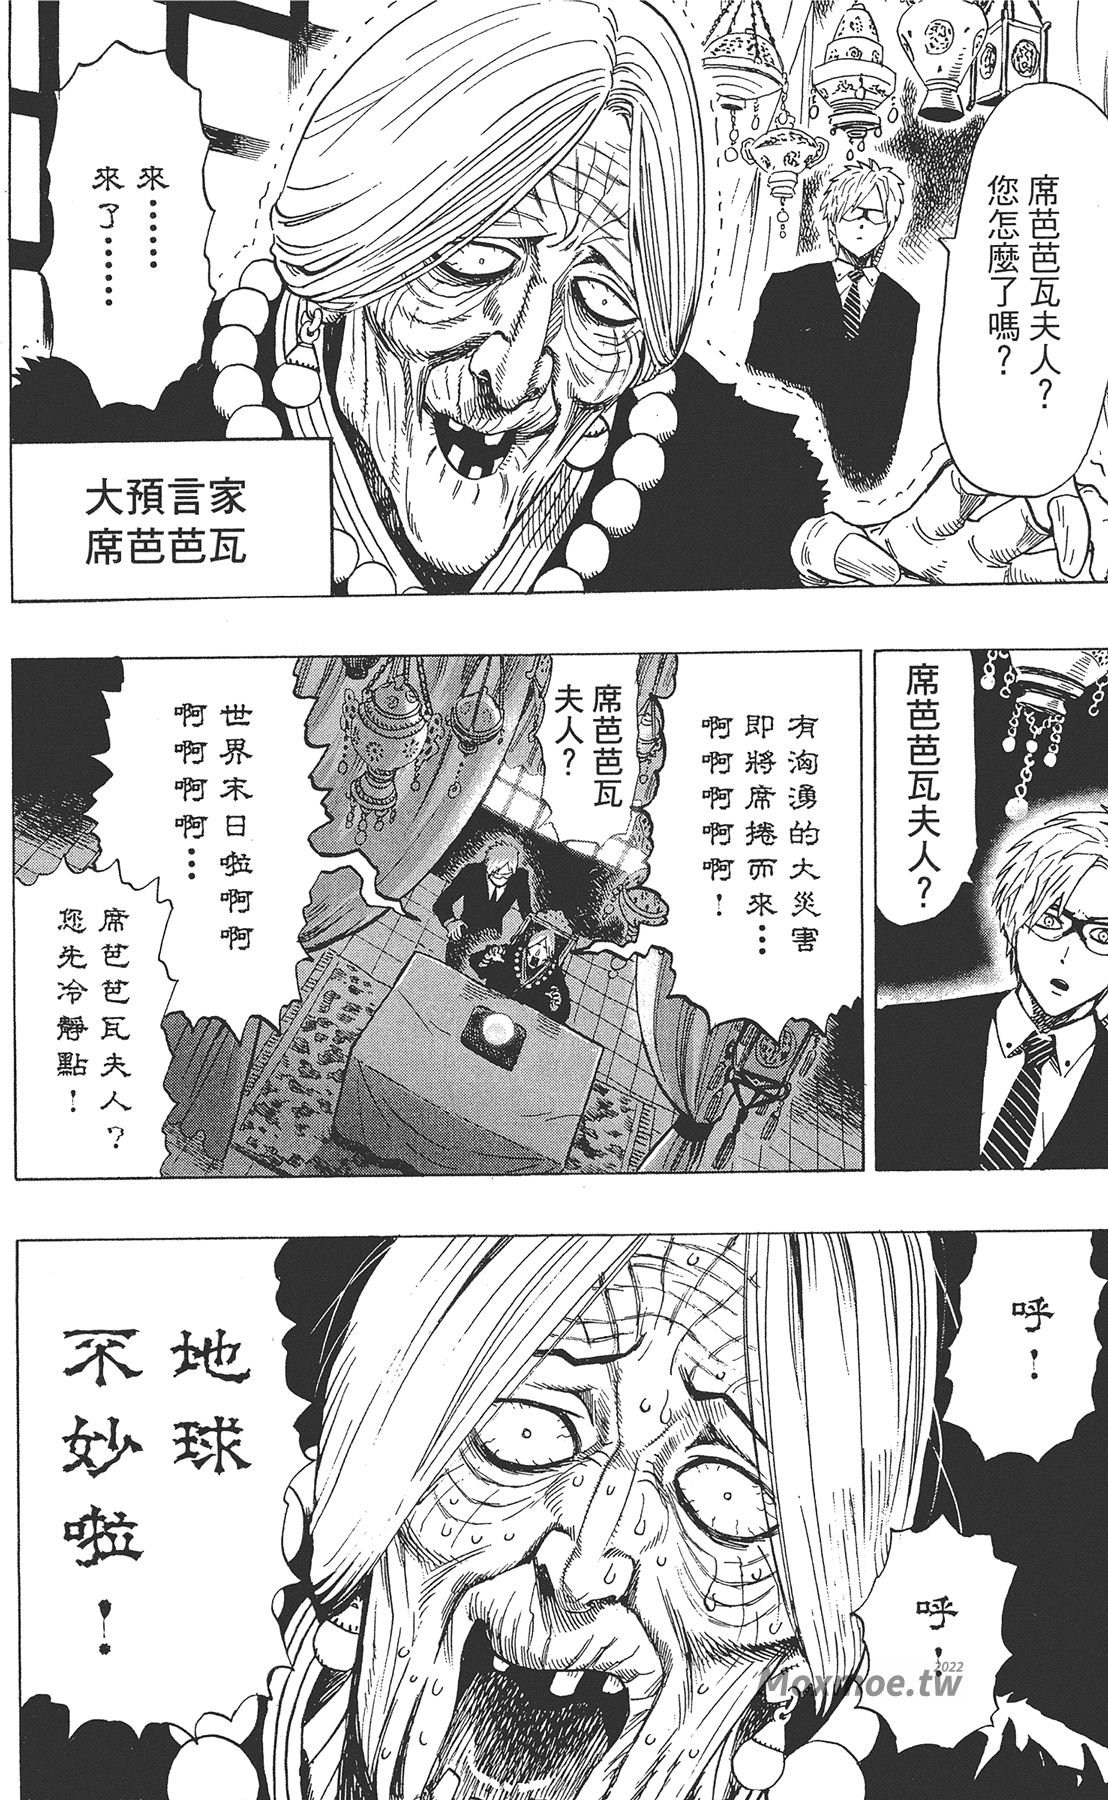 席芭芭瓦夫人？
您怎麼了嗎？
來……
來了………
大預言家
席芭芭瓦
席芭芭瓦夫人？
有洶湧的大災害
即將席捲而來…
啊啊啊啊啊！
席芭芭瓦
夫人？
世界末日啦啊啊
啊啊啊啊…
席芭芭瓦夫人？
您先冷靜點！
呼！
呼！
地球
不妙啦！
2022
Moxmoe.tw